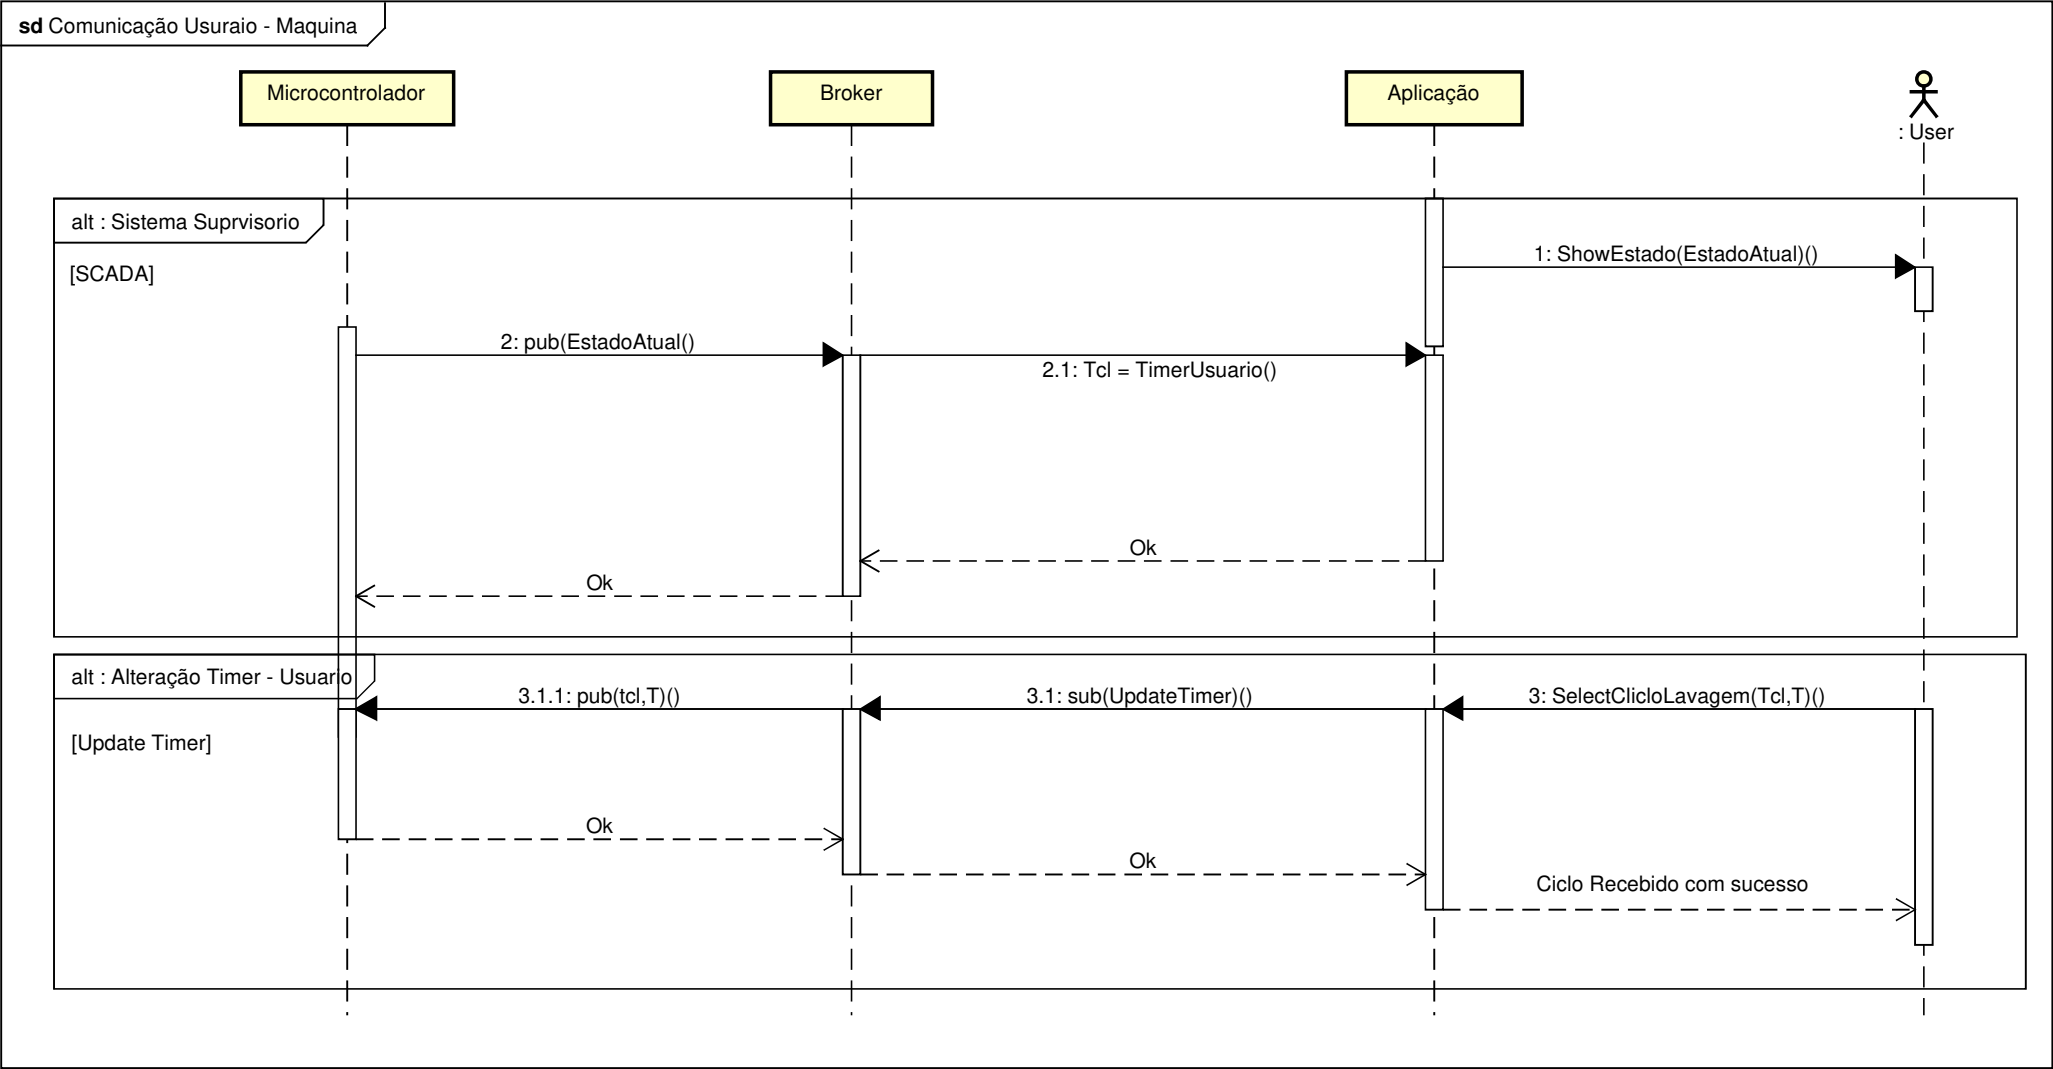 sd Comunicação Usuraio - Maquina
Microcontrolador
Broker
Aplicação
: User
alt : Sistema Suprvisorio
[SCADA]
1: ShowEstado(EstadoAtual)()
2: pub(EstadoAtual()
2.1: Tcl = TimerUsuario()
Ok
Ok
alt : Alteração Timer - Usuario
[Update Timer]
3.1.1: pub(tcl,T)()
3.1: sub(UpdateTimer)()
3: SelectClicloLavagem(Tcl,T)()
Ok
Ok
Ciclo Recebido com sucesso